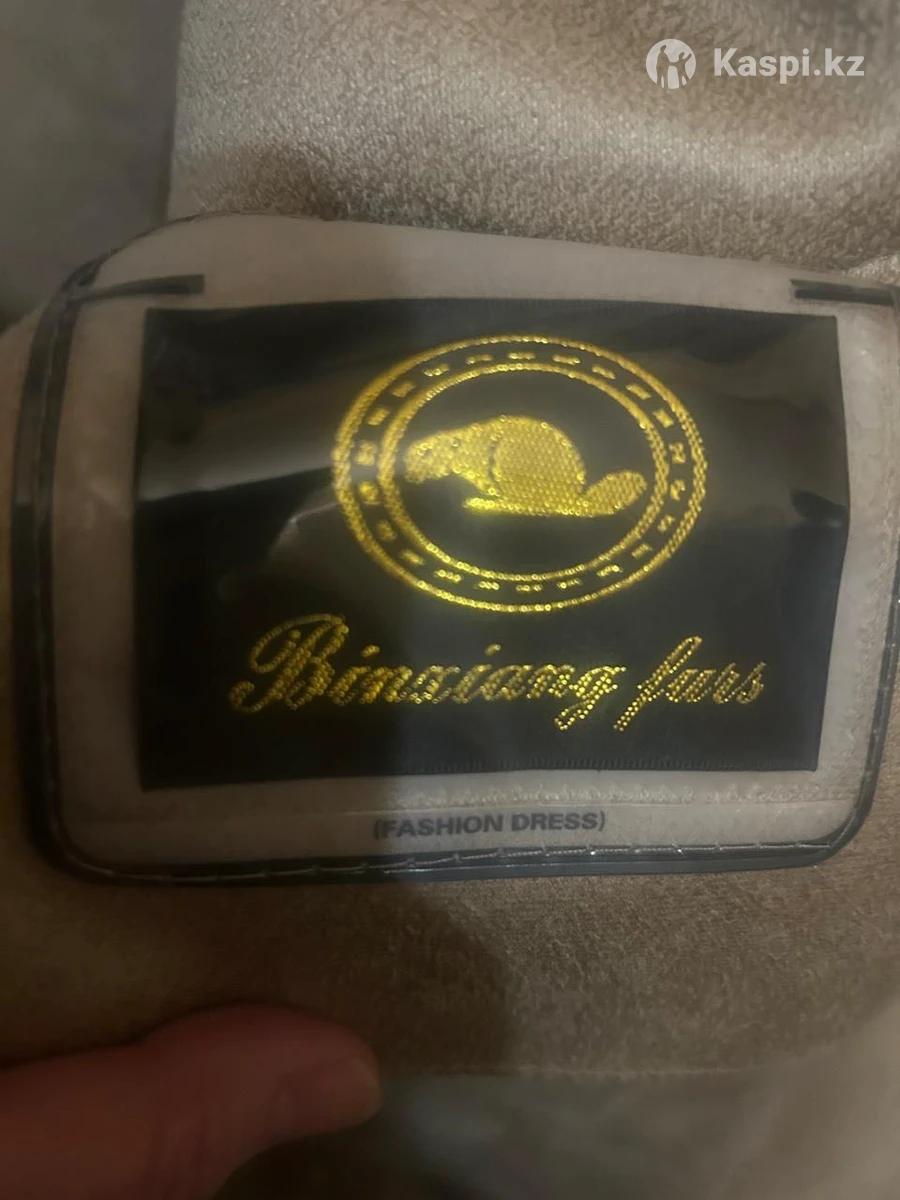 Kaspi.kz
Binxiang furs
(FASHION DRESS)